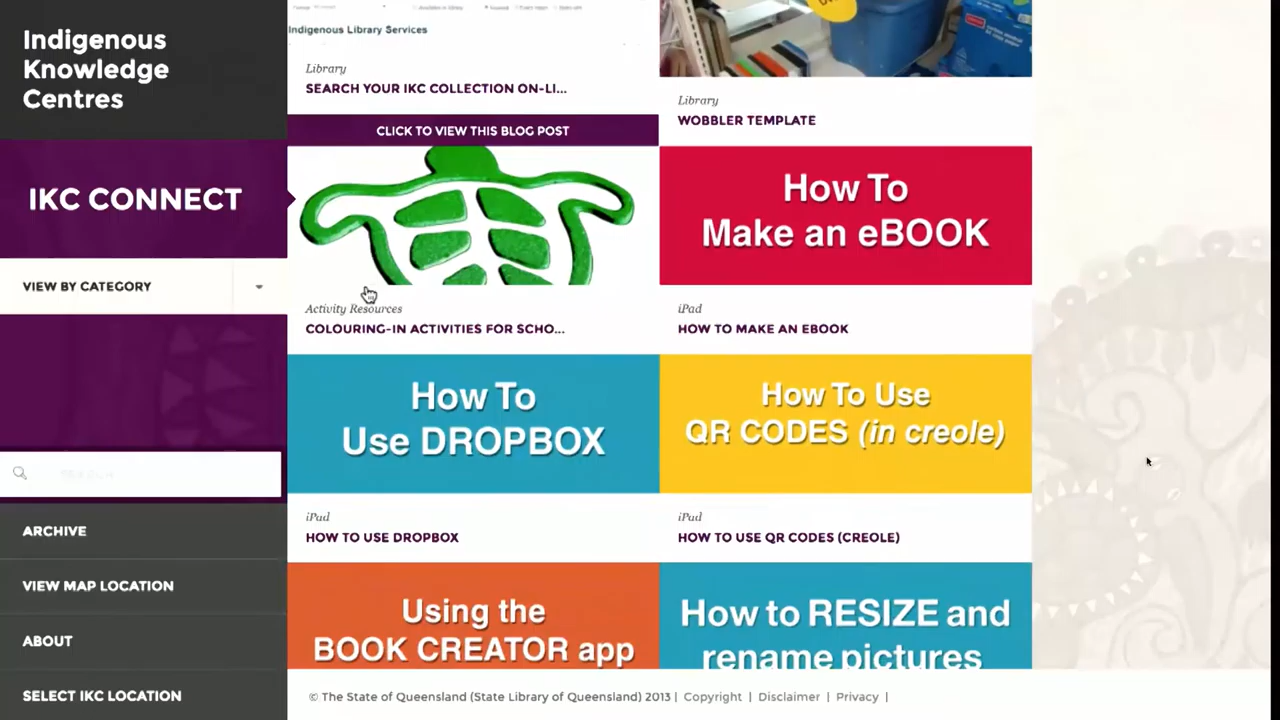 Indigenous
Knowledge
Centres
IKC CONNECT
VIEW BY CATEGORY
ARCHIVE
VIEW MAP LOCATION
ABOUT
SELECT IKC LOCATION
Indigenous Library Services
Library
SEARCH YOUR IKC COLLECTION ON-LI...
CLICK TO VIEW THIS BLOG POST
Library
WOBBLER TEMPLATE
Activity Resources
COLOURING-IN ACTIVITIES FOR SCHO...
How To
Make an eBOOK
iPad
HOW TO MAKE AN EBOOK
How To
Use DROPBOX
iPad
HOW TO USE DROPBOX
How To Use
QR CODES (in creole)
iPad
HOW TO USE QR CODES (CREOLE)
Using the
BOOK CREATOR app
How to RESIZE and
rename pictures
© The State of Queensland (State Library of Queensland) 2013 | Copyright | Disclaimer | Privacy |